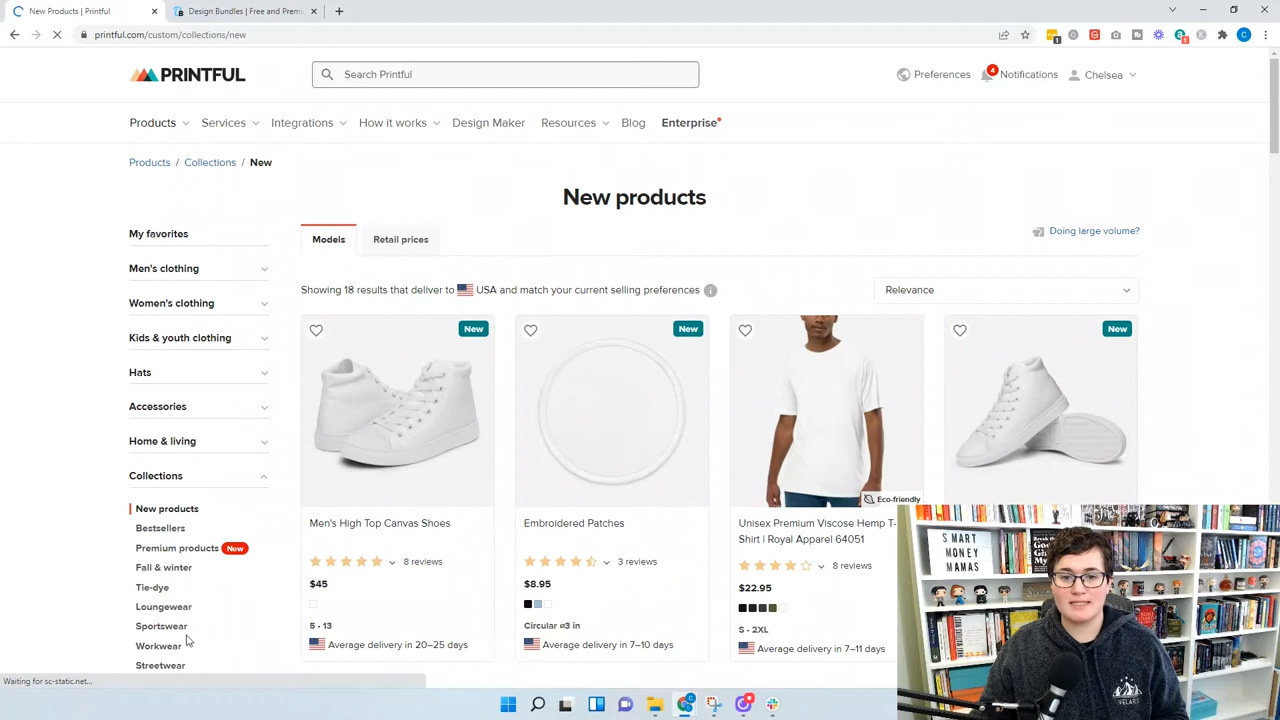 New Products | Printful
Design Bundles | Free and Premi
printful.com/custom/collections/new
PRINTFUL
Search Printful
Preferences
4
Notifications
Chelsea
Products
Services
Integrations
How it works
Design Maker
Resources
Blog
Enterprise
Products / Collections / New
New products
Models
Retail prices
Doing large volume?
Showing 18 results that deliver to USA and match your current selling preferences
Relevance
My favorites
Men's clothing
Women's clothing
Kids & youth clothing
Hats
Accessories
Home & living
Collections
New products
Bestsellers
Premium products New
Fall & winter
Tie-dye
Loungewear
Sportswear
Workwear
Streetwear
New
Men's High Top Canvas Shoes
8 reviews
$45
5 - 13
Average delivery in 20–25 days
New
Embroidered Patches
3 reviews
$8.95
Circular ⌀3 in
Average delivery in 7–10 days
Eco-friendly
Unisex Premium Viscose Hemp T-
Shirt | Royal Apparel 64051
8 reviews
$22.95
S - 2XL
Average delivery in 7–11 days
New
Waiting for sc-static.net...
SMART
MONEY
MAMAS